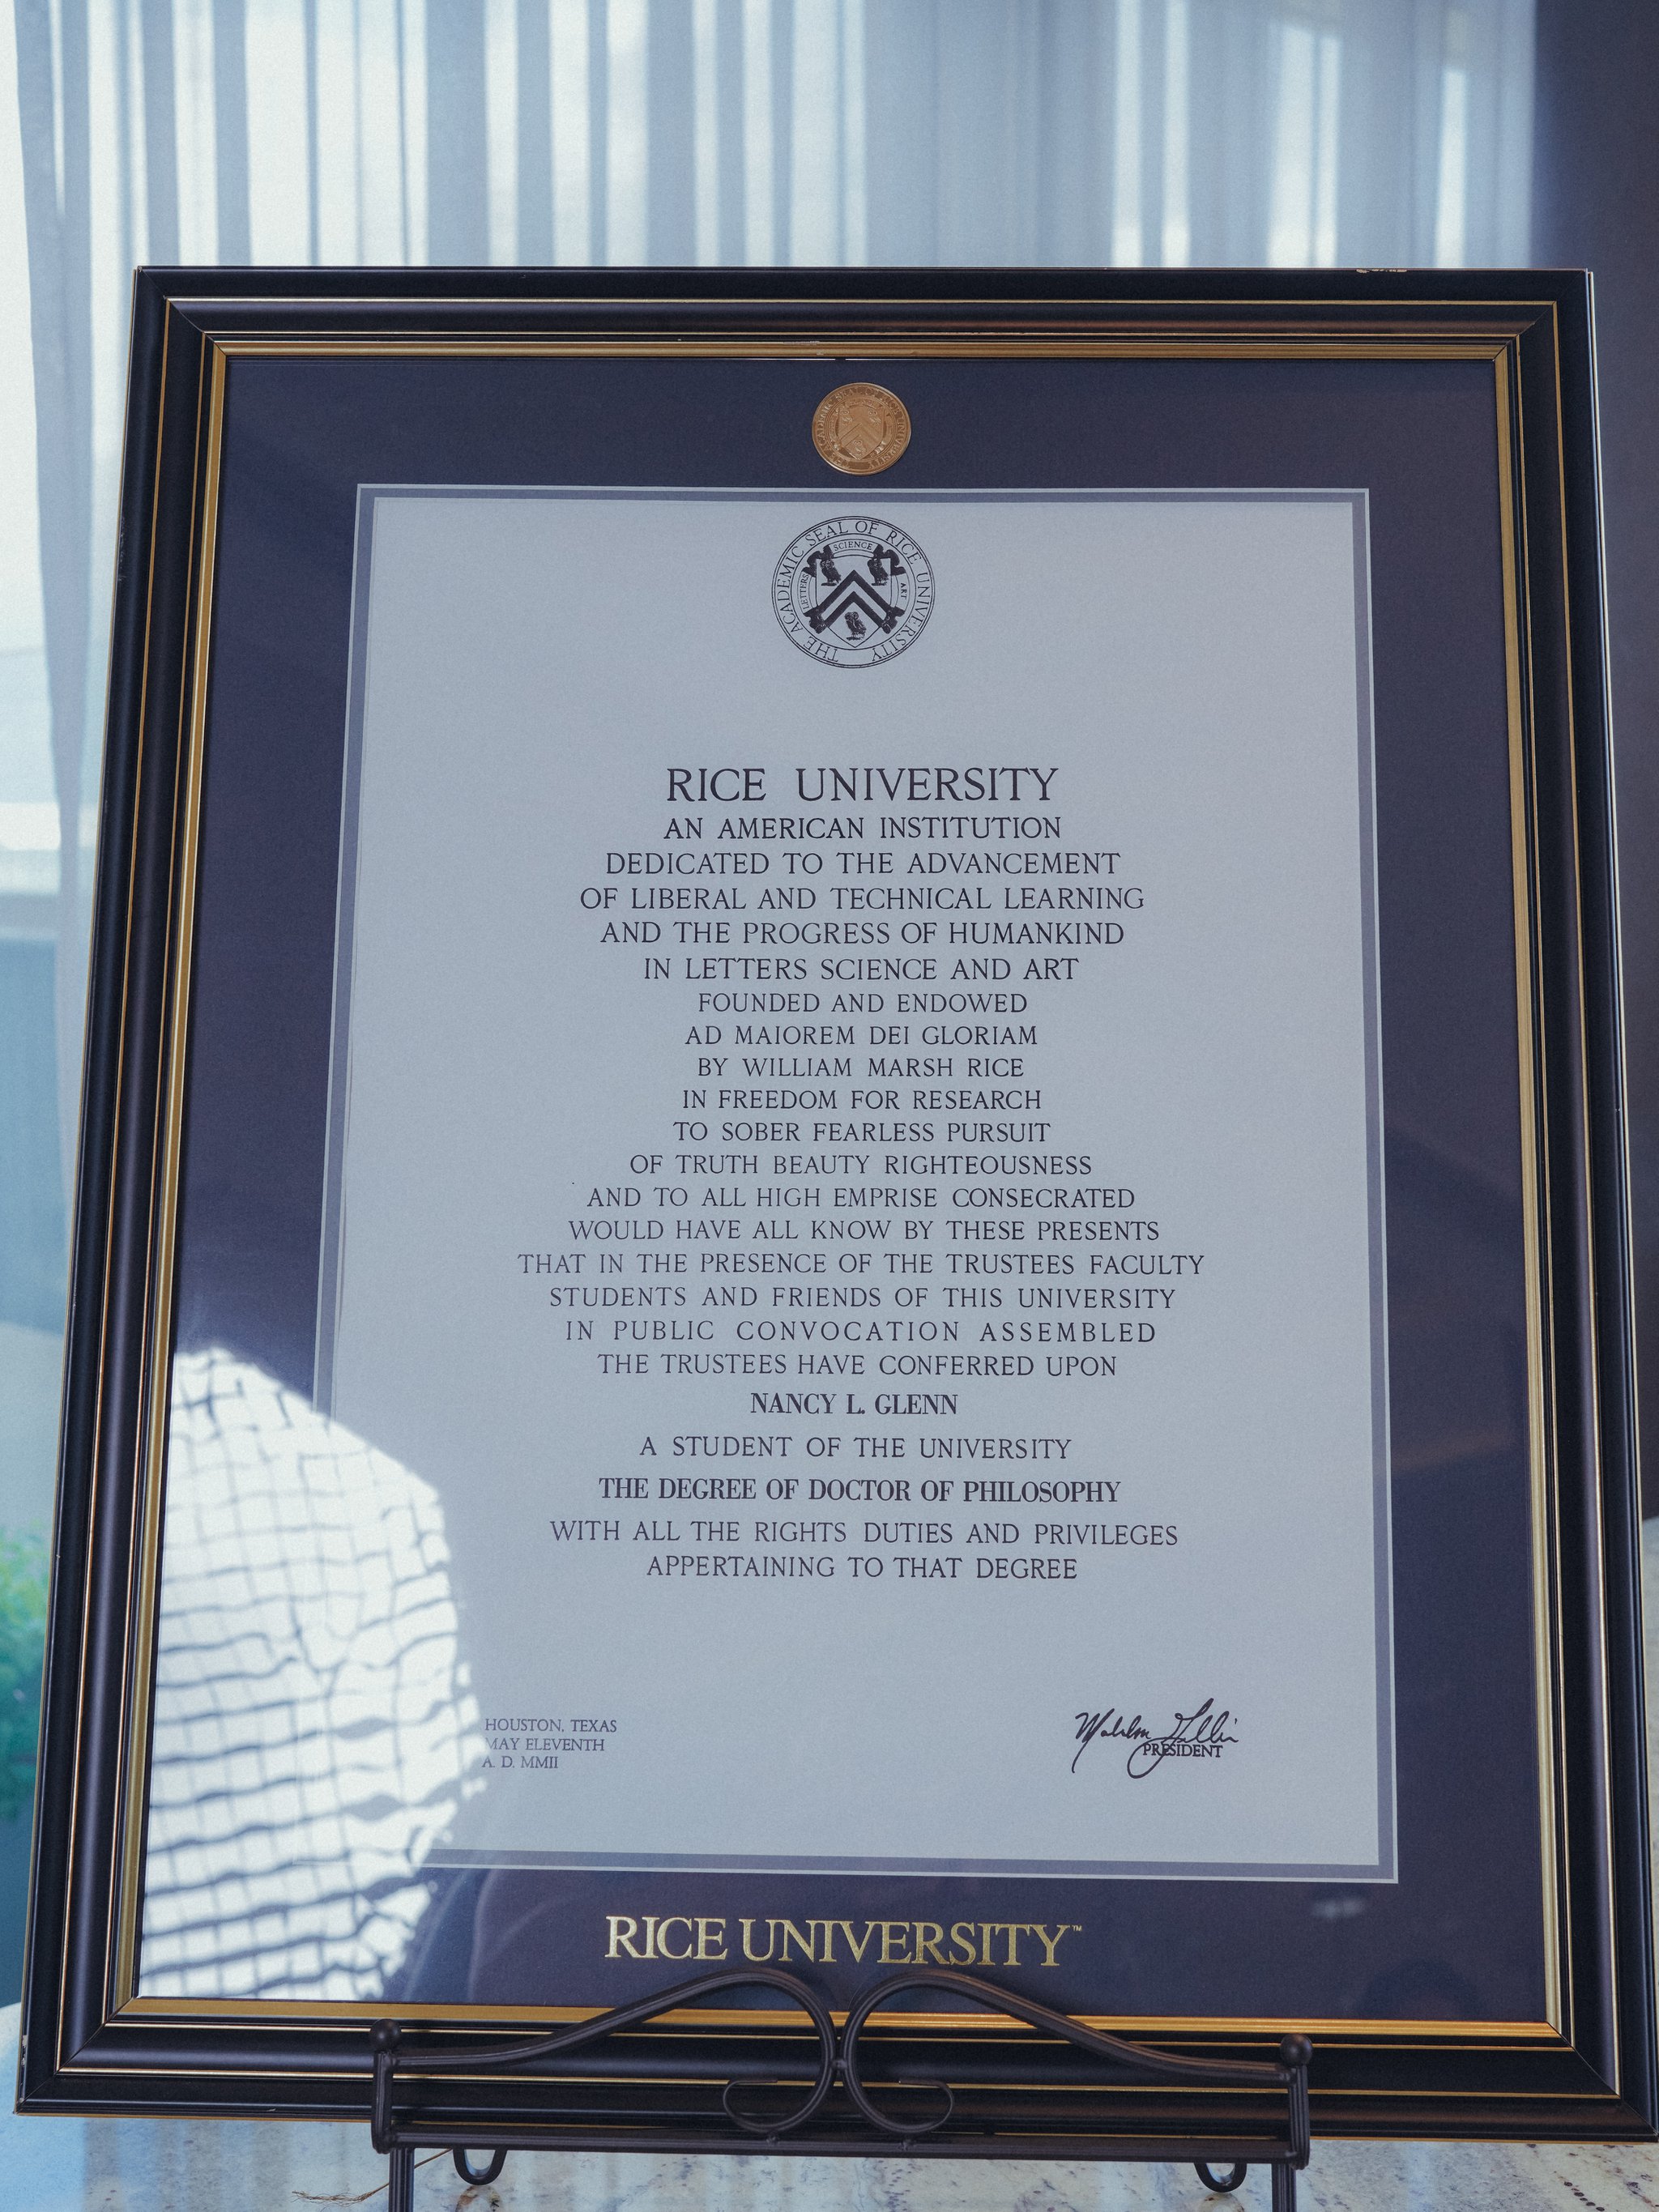 THE ACADEMIC SEAL OF RICE UNIVERSITY
LETTERS SCIENCE ART
RICE UNIVERSITY
AN AMERICAN INSTITUTION
DEDICATED TO THE ADVANCEMENT
OF LIBERAL AND TECHNICAL LEARNING
AND THE PROGRESS OF HUMANKIND
IN LETTERS SCIENCE AND ART
FOUNDED AND ENDOWED
AD MAIOREM DEI GLORIAM
BY WILLIAM MARSH RICE
IN FREEDOM FOR RESEARCH
TO SOBER FEARLESS PURSUIT
OF TRUTH BEAUTY RIGHTEOUSNESS
AND TO ALL HIGH EMPRISE CONSECRATED
WOULD HAVE ALL KNOW BY THESE PRESENTS
THAT IN THE PRESENCE OF THE TRUSTEES FACULTY
STUDENTS AND FRIENDS OF THIS UNIVERSITY
IN PUBLIC CONVOCATION ASSEMBLED
THE TRUSTEES HAVE CONFERRED UPON
NANCY L. GLENN
A STUDENT OF THE UNIVERSITY
THE DEGREE OF DOCTOR OF PHILOSOPHY
WITH ALL THE RIGHTS DUTIES AND PRIVILEGES
APPERTAINING TO THAT DEGREE
HOUSTON, TEXAS
MAY ELEVENTH
A. D. MMII
Malcolm Gillis
PRESIDENT
RICE UNIVERSITY™